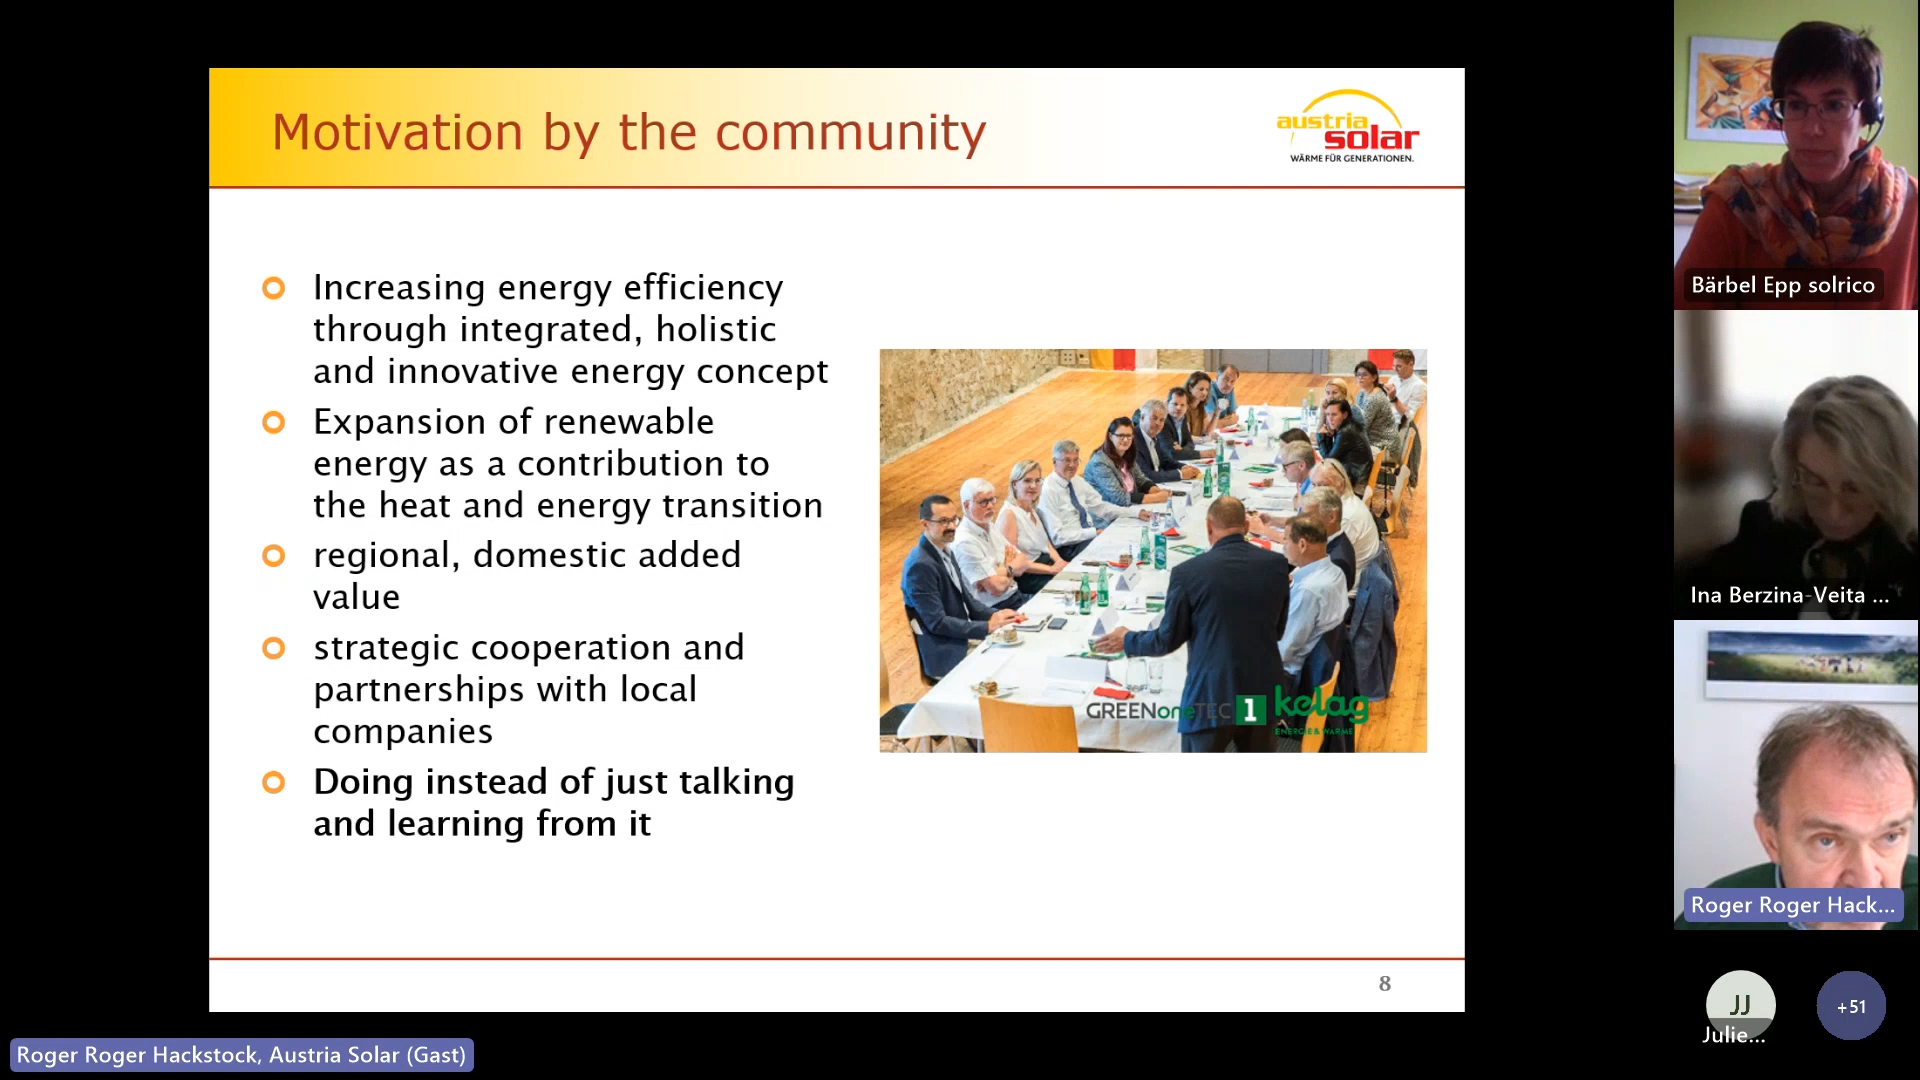 Motivation by the community
austria
solar
WÄRME FÜR GENERATIONEN.
Increasing energy efficiency
through integrated, holistic
and innovative energy concept
Expansion of renewable
energy as a contribution to
the heat and energy transition
regional, domestic added
value
strategic cooperation and
partnerships with local
companies
Doing instead of just talking
and learning from it
GREENoneTEC 1
kelag
ENERGIE & WÄRME
8
Bärbel Epp solrico
Ina Berzina-Veita ...
Roger Roger Hack...
JJ
Julie...
+51
Roger Roger Hackstock, Austria Solar (Gast)